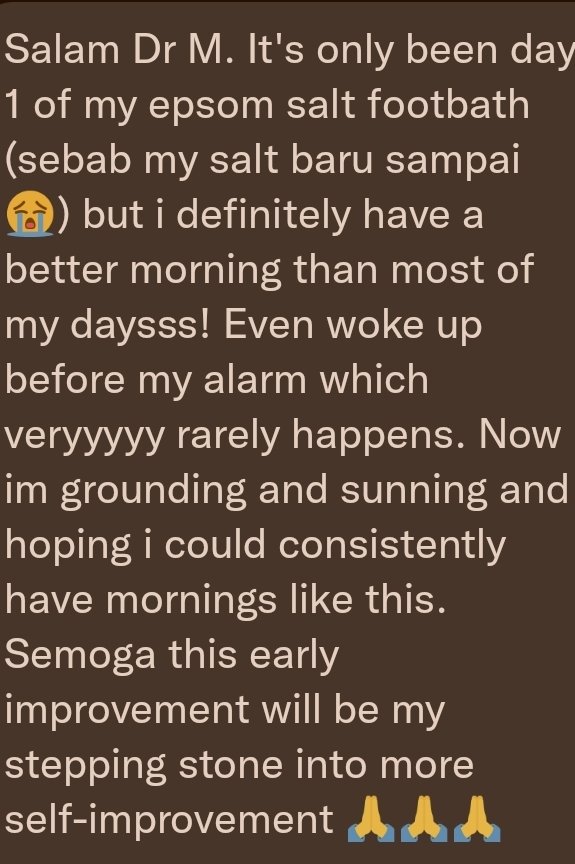 Salam Dr M. It's only been day
1 of my epsom salt footbath
(sebab my salt baru sampai
😭) but i definitely have a
better morning than most of
my daysss! Even woke up
before my alarm which
veryyyyy rarely happens. Now
im grounding and sunning and
hoping i could consistently
have mornings like this.
Semoga this early
improvement will be my
stepping stone into more
self-improvement 🙏🙏🙏